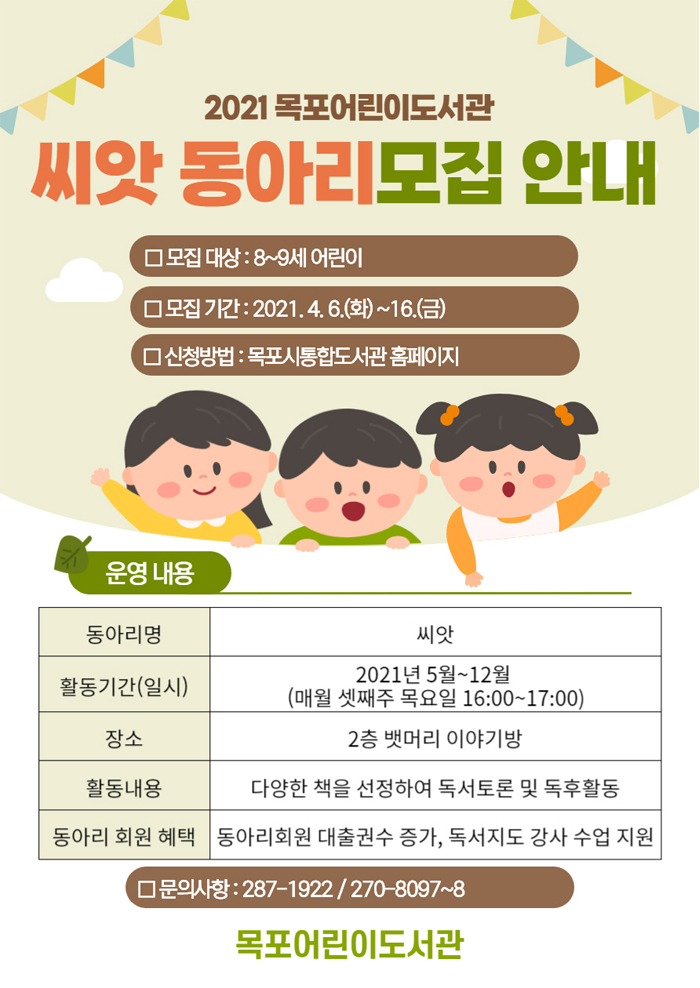 2021 목포어린이도서관
씨앗 동아리모집 안내
□ 모집 대상 : 8~9세 어린이
□ 모집 기간 : 2021. 4. 6.(화) ~16.(금)
□ 신청방법 : 목포시통합도서관 홈페이지
운영 내용
동아리명 씨앗
활동기간(일시) 2021년 5월~12월
(매월 셋째주 목요일 16:00~17:00)
장소 2층 뱃머리 이야기방
활동내용 다양한 책을 선정하여 독서토론 및 독후활동
동아리 회원 혜택 동아리회원 대출권수 증가, 독서지도 강사 수업 지원
□ 문의사항 : 287-1922 / 270-8097~8
목포어린이도서관